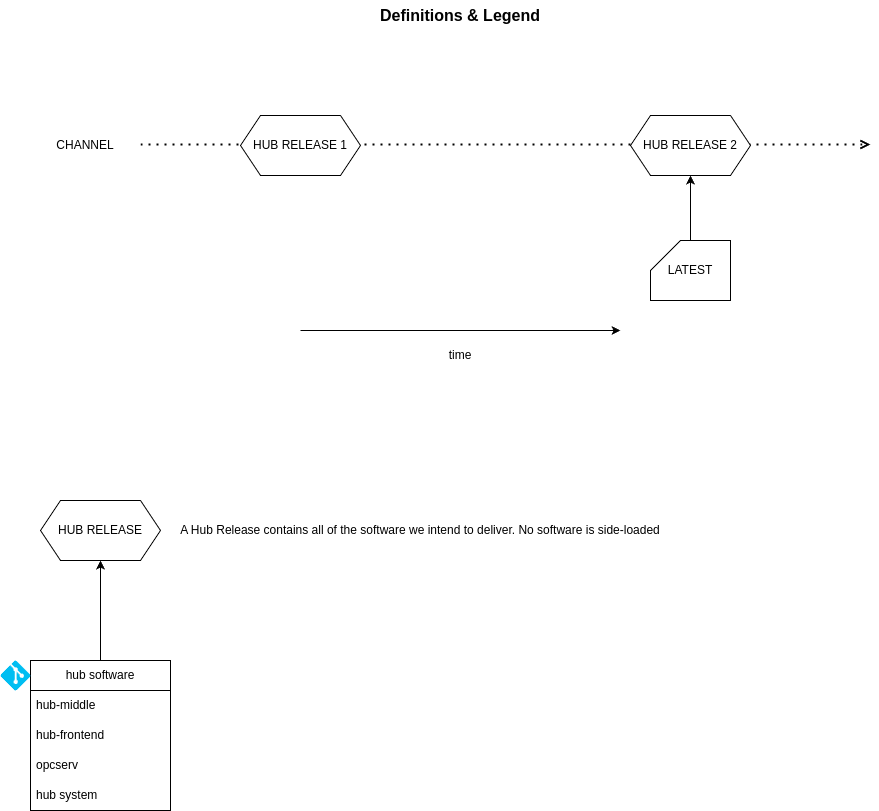 Definitions & Legend
CHANNEL
HUB RELEASE 1
HUB RELEASE 2
LATEST
time
HUB RELEASE
A Hub Release contains all of the software we intend to deliver. No software is side-loaded
hub software
hub-middle
hub-frontend
opcserv
hub system